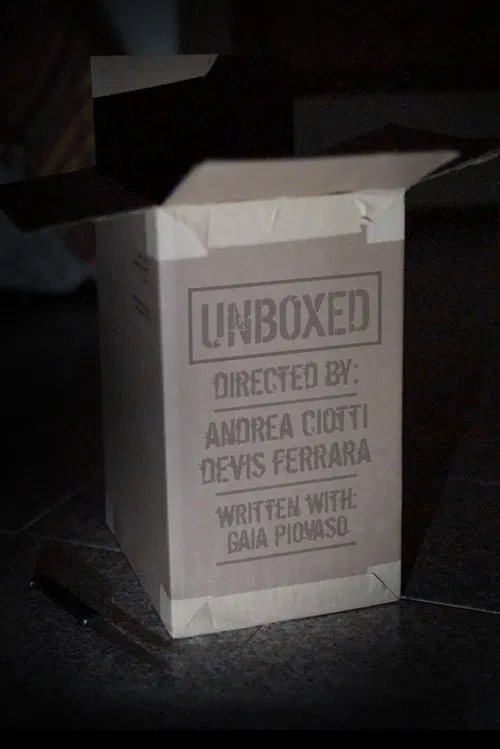 UNBOXED
DIRECTED BY:
ANDREA CIOTTI
DEVIS FERRARA
WRITTEN WITH:
GAIA PIOVASO